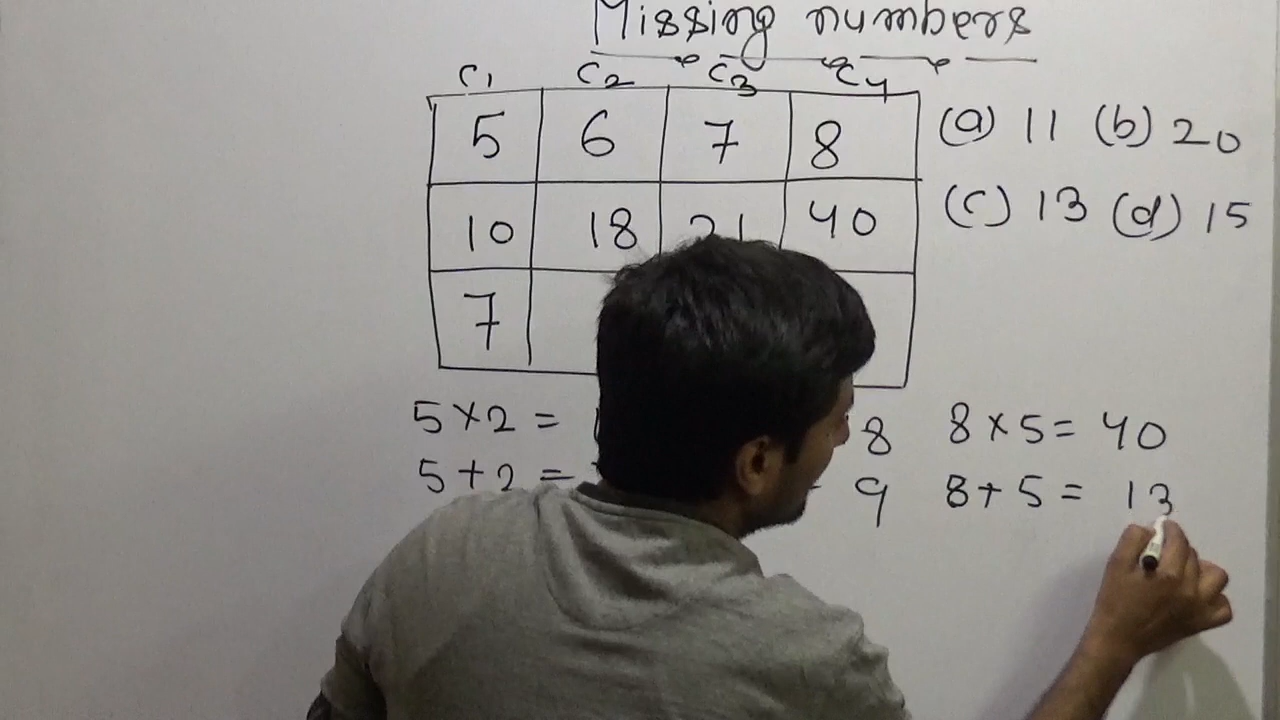 Missing numbers
C1 C2 C3 C4
5 6 7 8 (a) 11 (b) 20
10 18 21 40 (c) 13 (d) 15
7
5 × 2 = 8 8 × 5 = 40
5 + 2 = 9 8 + 5 = 13